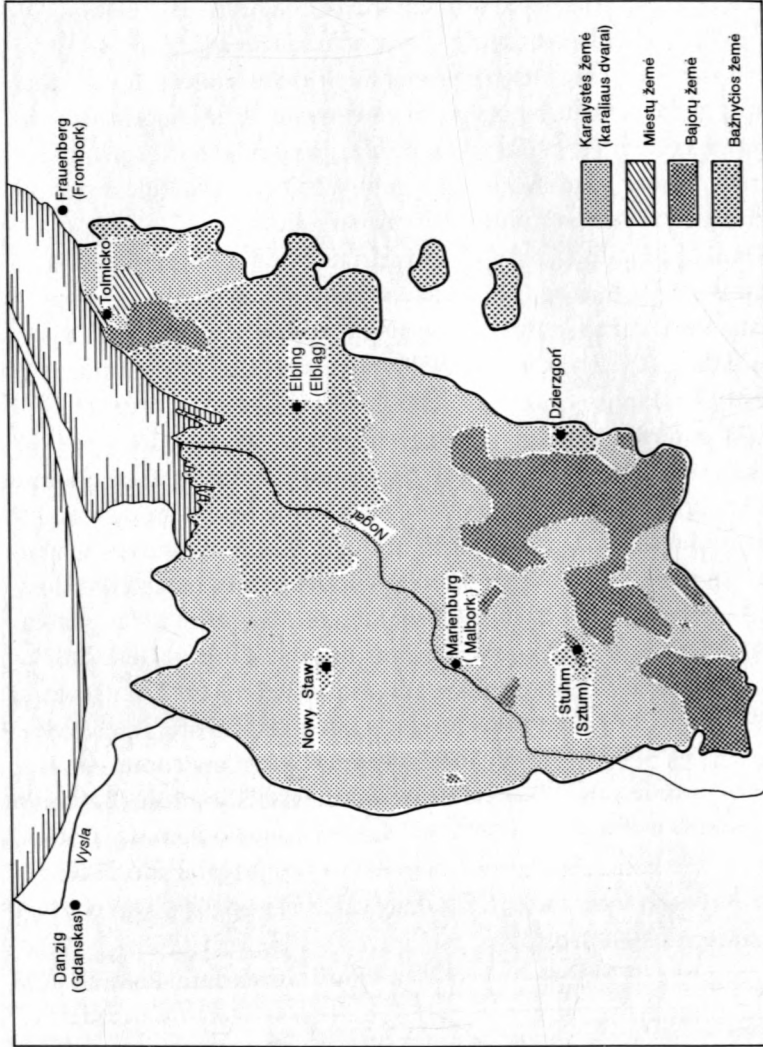 Danzig
(Gdanskas)
Vysla
Frauenberg
(Frombork)
Tolmicko
Elbing
(Elbląg)
Nogat
Nowy Staw
Marienburg
(Malbork)
Stuhm
(Sztum)
Dzierzgoń
Karalystės žemė
(karaliaus dvarai)
Miestų žemė
Bajorų žemė
Bažnyčios žemė